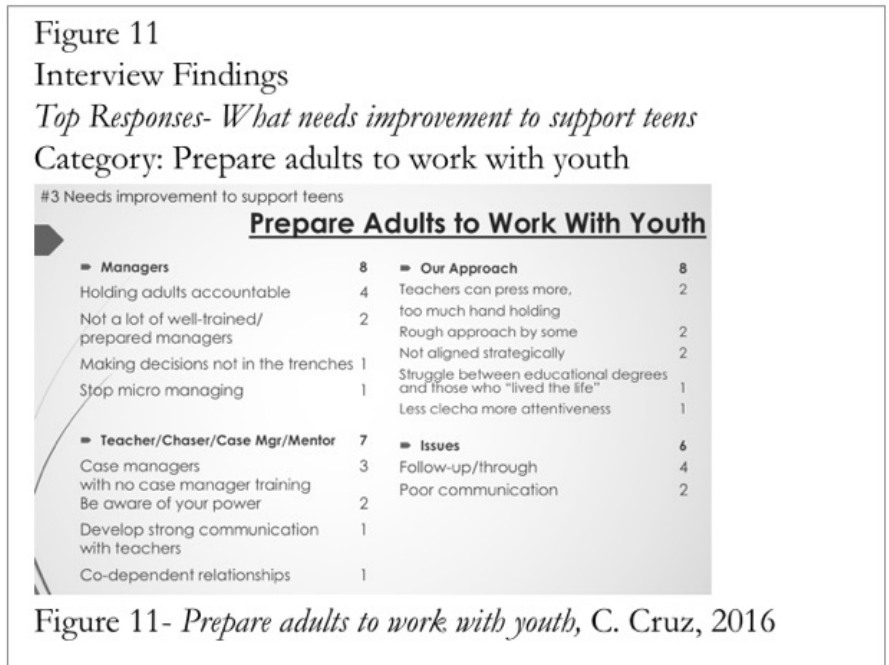 Figure 11
Interview Findings
Top Responses- What needs improvement to support teens
Category: Prepare adults to work with youth
#3 Needs improvement to support teens
Prepare Adults to Work With Youth
Managers 8
Holding adults accountable 4
Not a lot of well-trained/ 2
prepared managers
Making decisions not in the trenches 1
Stop micro managing 1
Teacher/Chaser/Case Mgr/Mentor 7
Case managers 3
with no case manager training
Be aware of your power 2
Develop strong communication 1
with teachers
Co-dependent relationships 1
Our Approach 8
Teachers can press more, 2
too much hand holding
Rough approach by some 2
Not aligned strategically 2
Struggle between educational degrees
and those who "lived the life" 1
Less clecha more attentiveness 1
Issues 6
Follow-up/through 4
Poor communication 2
Figure 11- Prepare adults to work with youth, C. Cruz, 2016